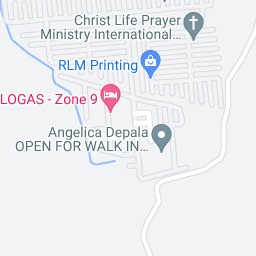 Christ Life Prayer
Ministry International...
RLM Printing
LOGAS - Zone 9
Angelica Depala
OPEN FOR WALK IN...